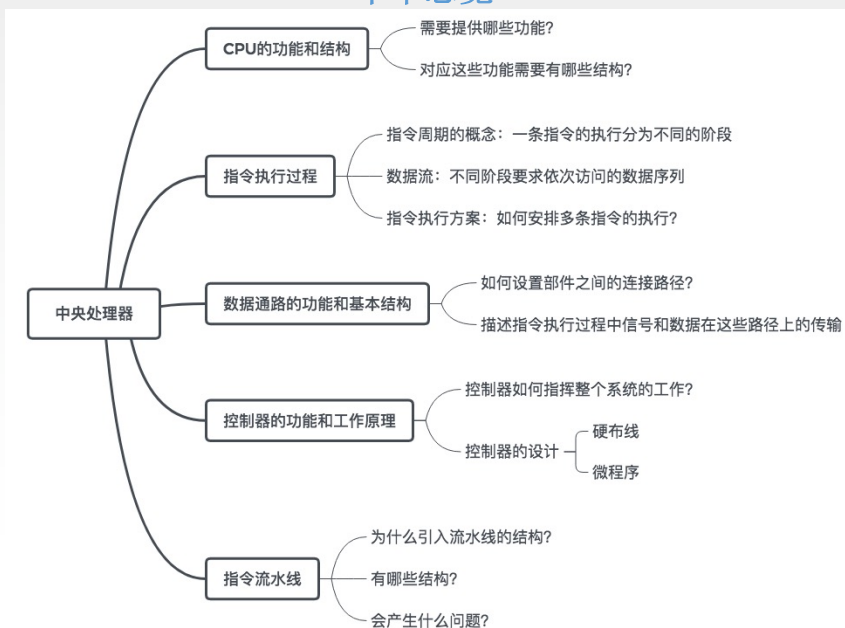 CPU的功能和结构
需要提供哪些功能?
对应这些功能需要有哪些结构?
指令执行过程
指令周期的概念：一条指令的执行分为不同的阶段
数据流：不同阶段要求依次访问的数据序列
指令执行方案：如何安排多条指令的执行?
中央处理器
数据通路的功能和基本结构
如何设置部件之间的连接路径?
描述指令执行过程中信号和数据在这些路径上的传输
控制器的功能和工作原理
控制器如何指挥整个系统的工作?
控制器的设计
硬布线
微程序
指令流水线
为什么引入流水线的结构?
有哪些结构?
会产生什么问题?